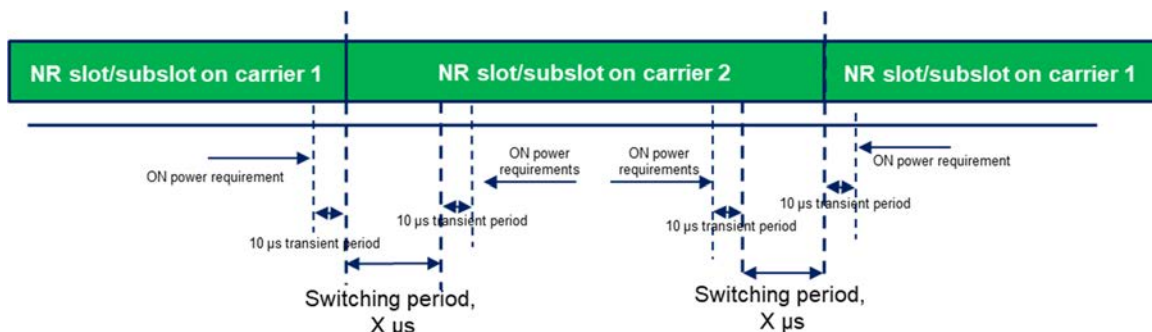 NR slot/subslot on carrier 1
NR slot/subslot on carrier 2
NR slot/subslot on carrier 1
ON power requirement
ON power
requirements
ON power
requirements
ON power requirement
10 µs transient period
10 µs transient period
10 µs transient period
10 µs transient period
Switching period,
X µs
Switching period,
X µs